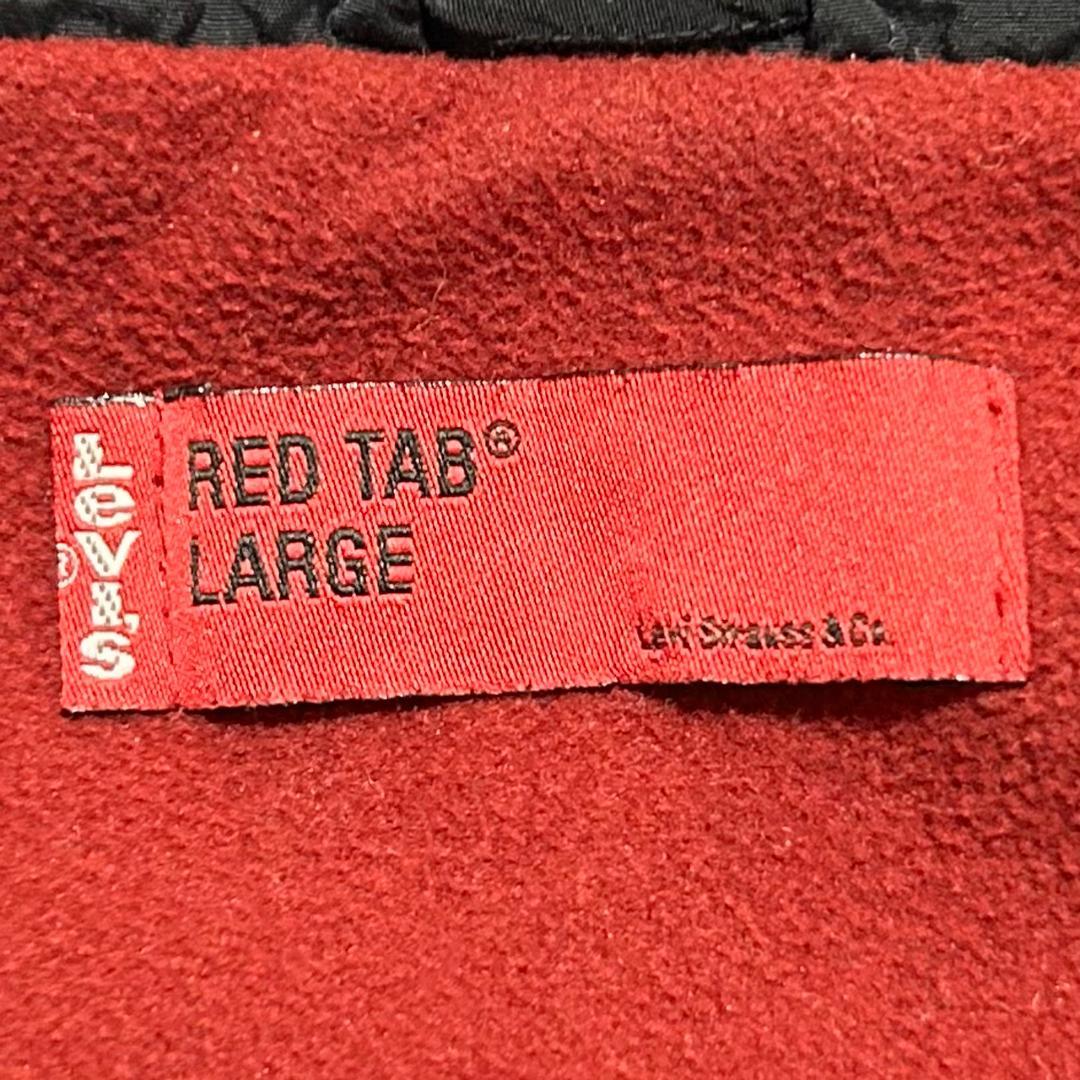 LEVI'S
®
RED TAB®
LARGE
Levi Strauss & Co.